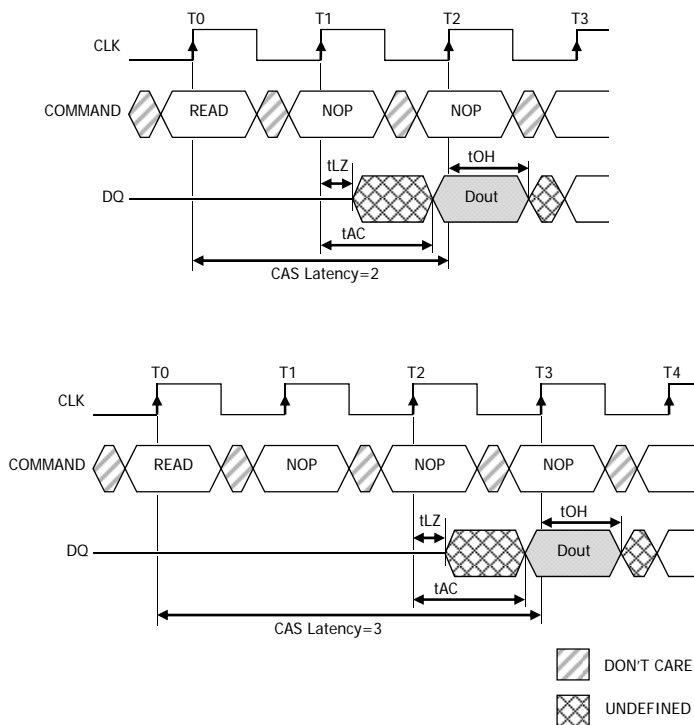 T0 T1 T2 T3
CLK
COMMAND READ NOP NOP
tLZ tOH
DQ Dout
tAC
CAS Latency=2
T0 T1 T2 T3 T4
CLK
COMMAND READ NOP NOP NOP
tLZ tOH
DQ Dout
tAC
CAS Latency=3
DON'T CARE
UNDEFINED